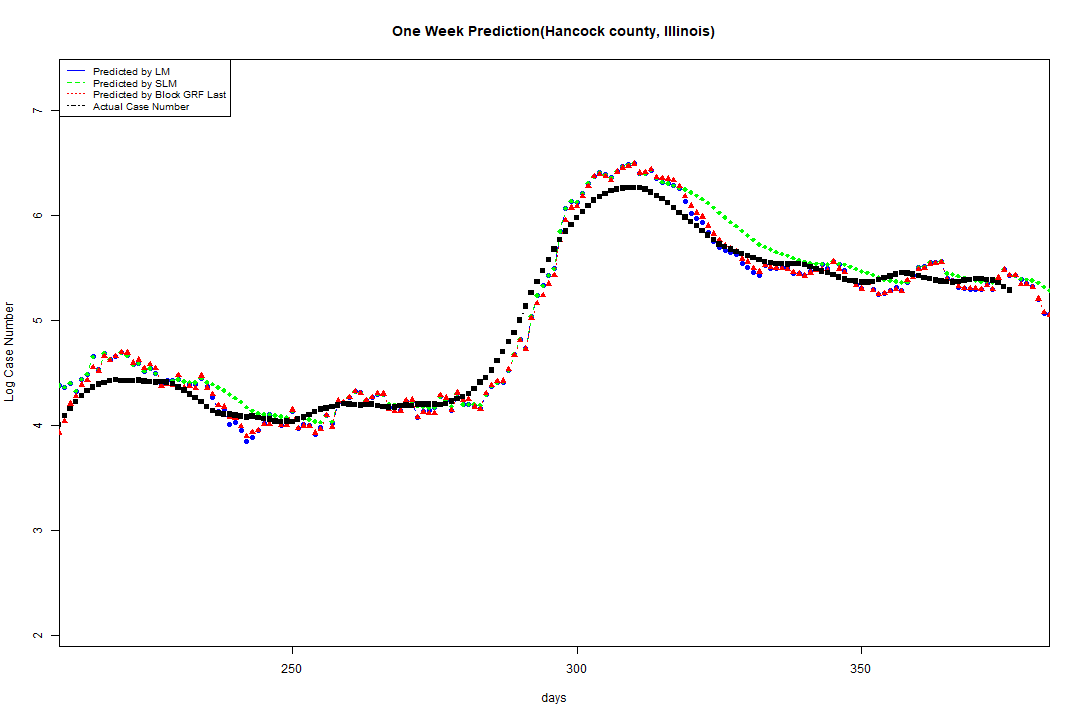 One Week Prediction(Hancock county, Illinois)
Predicted by LM
Predicted by SLM
Predicted by Block GRF Last
Actual Case Number
Log Case Number
7
6
5
4
3
2
250
300
350
days